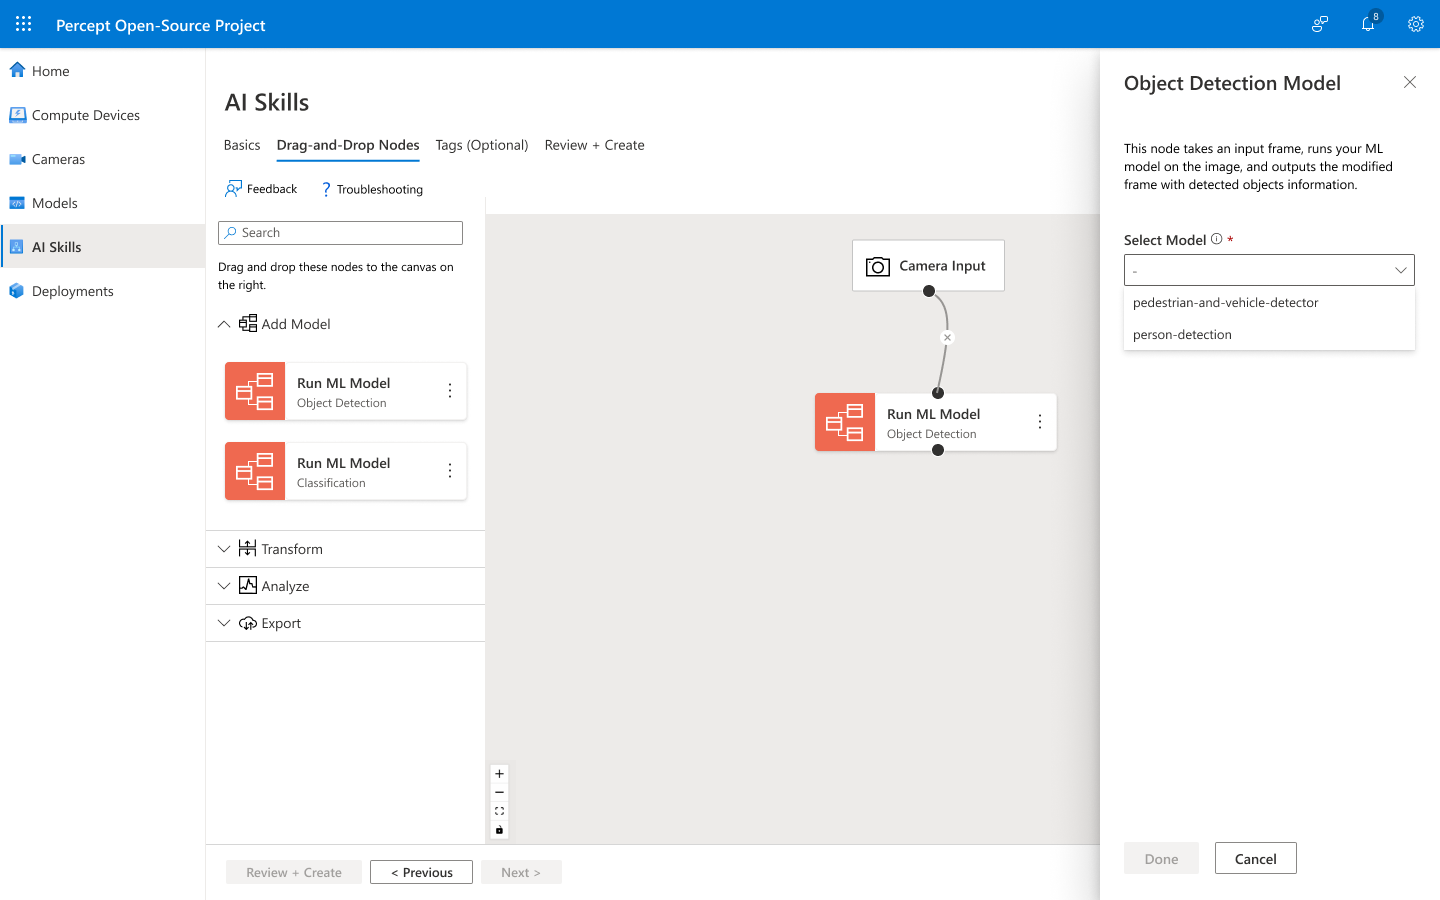 Percept Open-Source Project
8
Home
Compute Devices
Cameras
Models
AI Skills
Deployments
AI Skills
Basics
Drag-and-Drop Nodes
Tags (Optional)
Review + Create
Feedback
? Troubleshooting
Search
Drag and drop these nodes to the canvas on
the right.
Add Model
Run ML Model
Object Detection
Run ML Model
Classification
Transform
Analyze
Export
Camera Input
Run ML Model
Object Detection
Review + Create
< Previous
Next >
Object Detection Model
This node takes an input frame, runs your ML
model on the image, and outputs the modified
frame with detected objects information.
Select Model *
-
pedestrian-and-vehicle-detector
person-detection
Done
Cancel